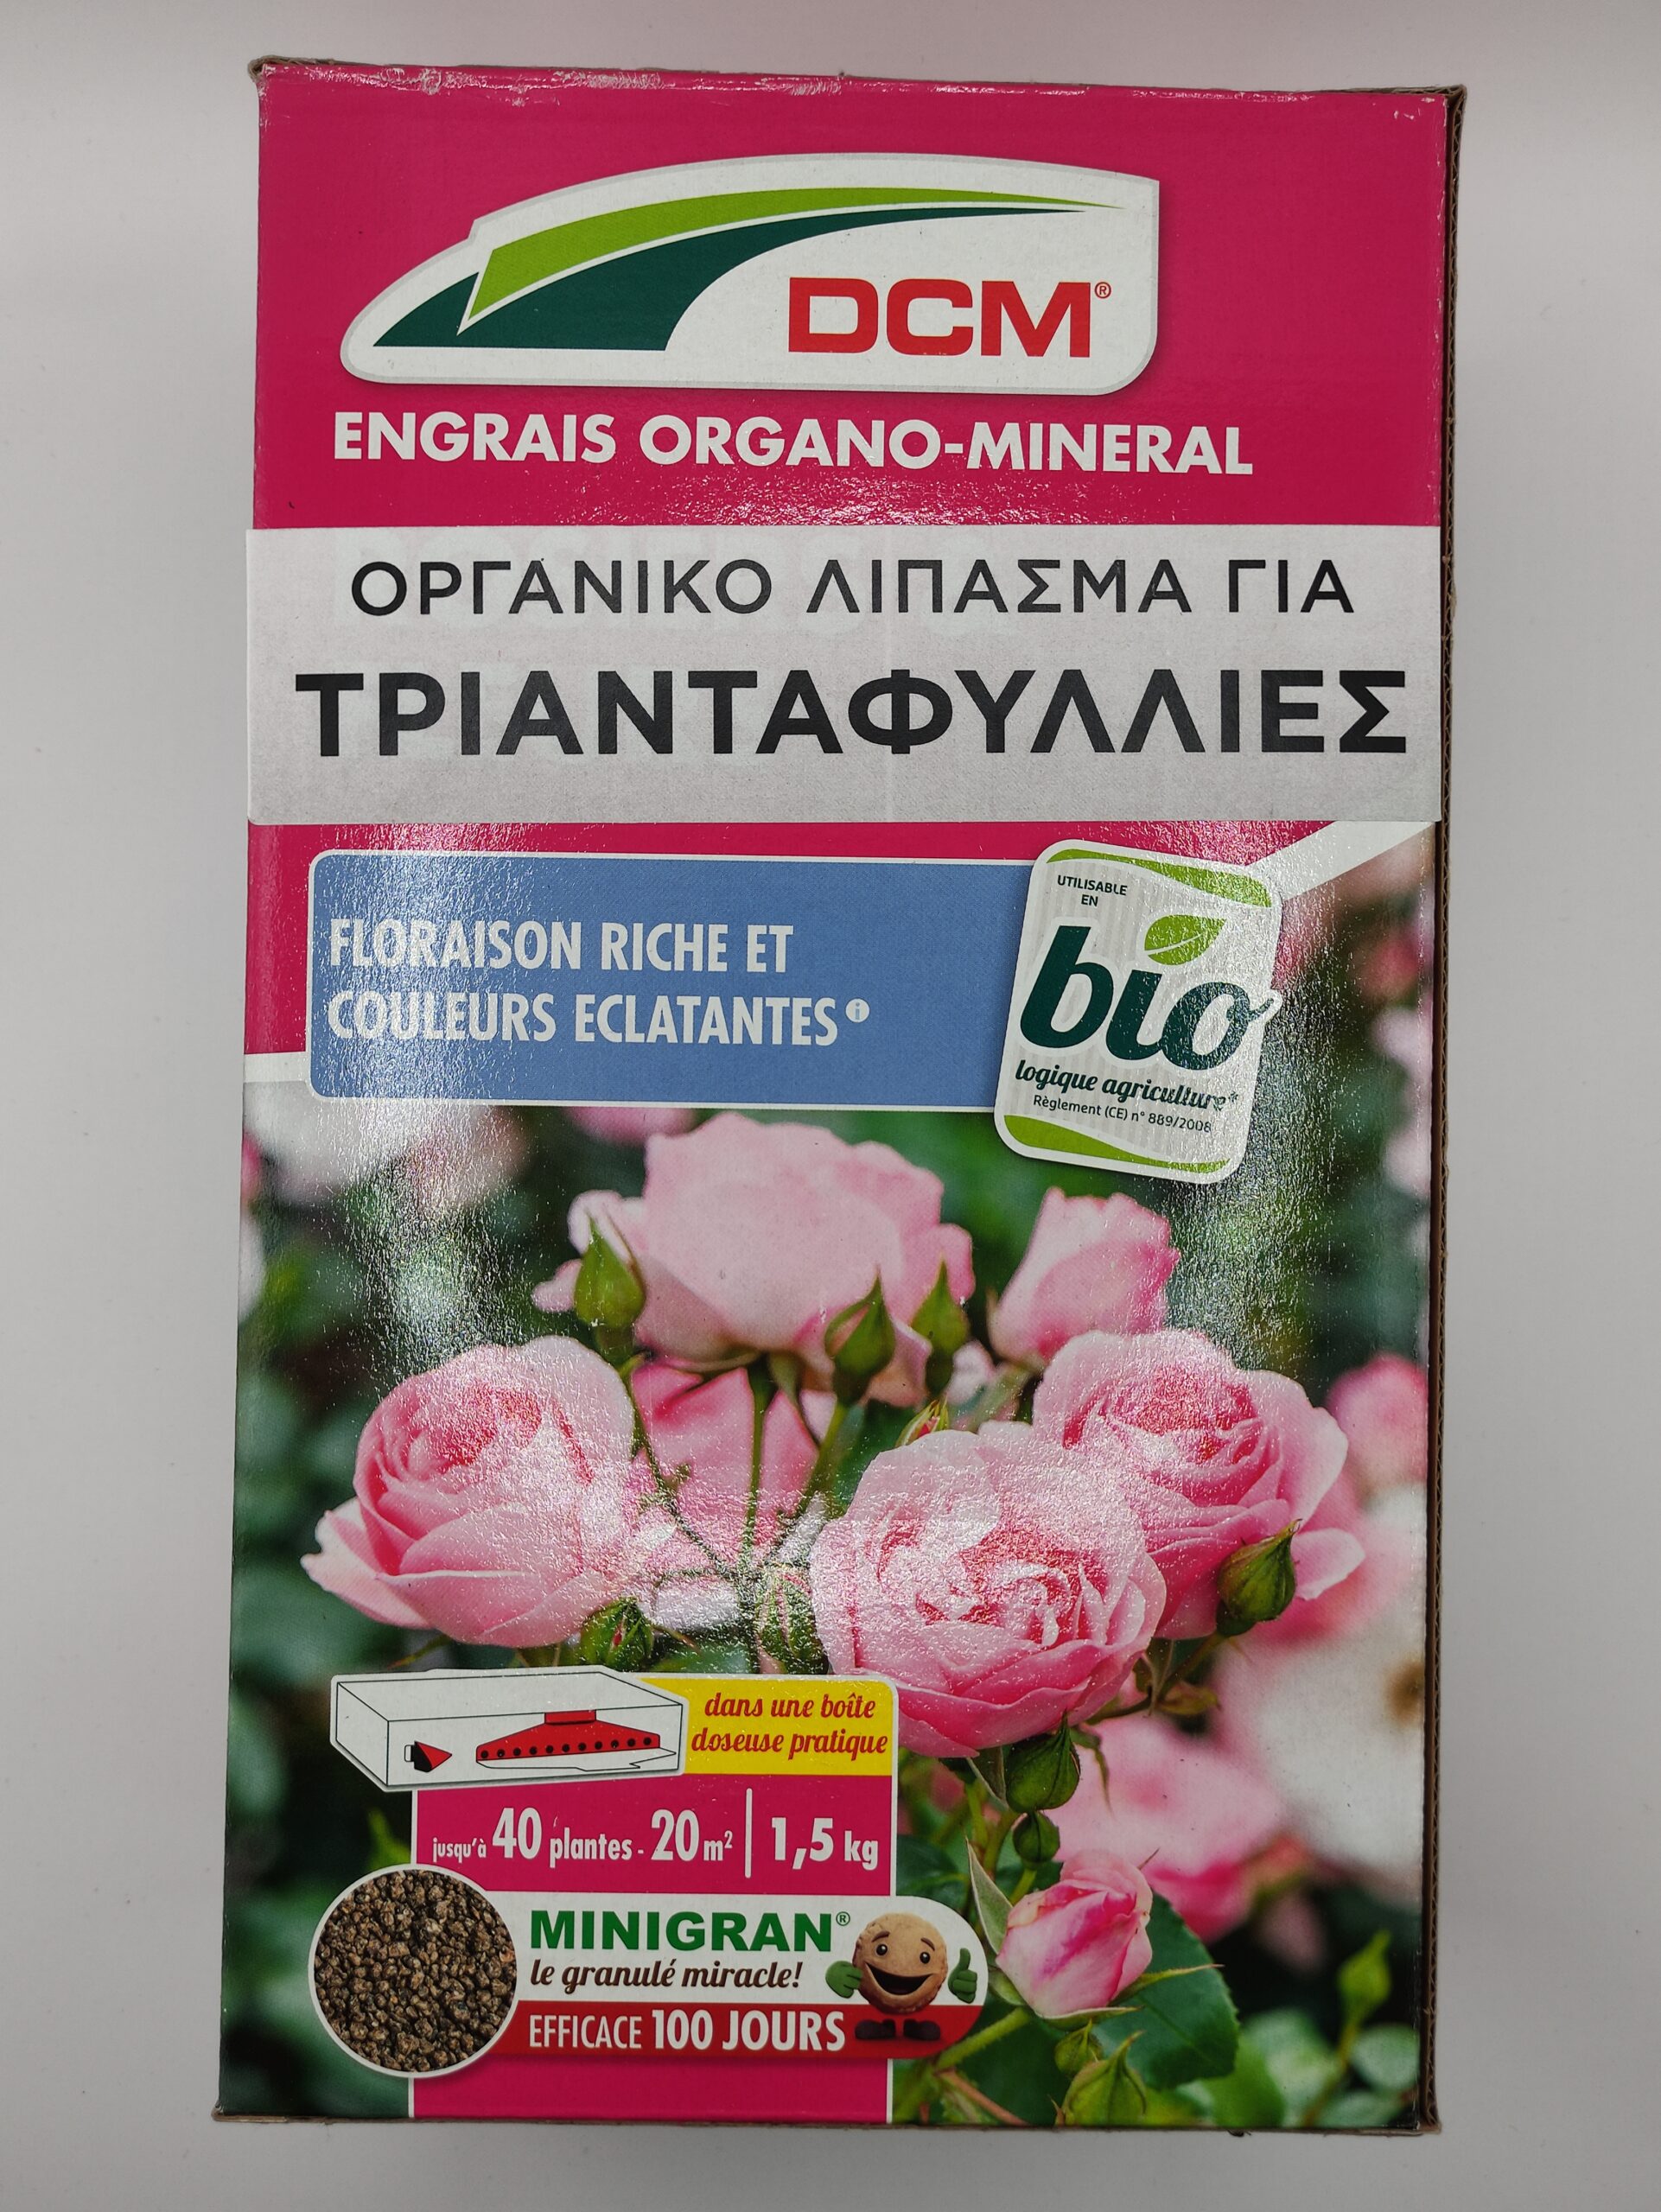 DCM®
ENGRAIS ORGANO-MINERAL
ΟΡΓΑΝΙΚΟ ΛΙΠΑΣΜΑ ΓΙΑ
ΤΡΙΑΝΤΑΦΥΛΛΙΕΣ
FLORAISON RICHE ET
COULEURS ECLATANTES
UTILISABLE
EN
bio
logique agriculture*
Règlement (CE) n° 889/2008
dans une boîte
doseuse pratique
jusqu'à 40 plantes - 20 m² | 1,5 kg
MINIGRAN®
le granulé miracle!
EFFICACE 100 JOURS